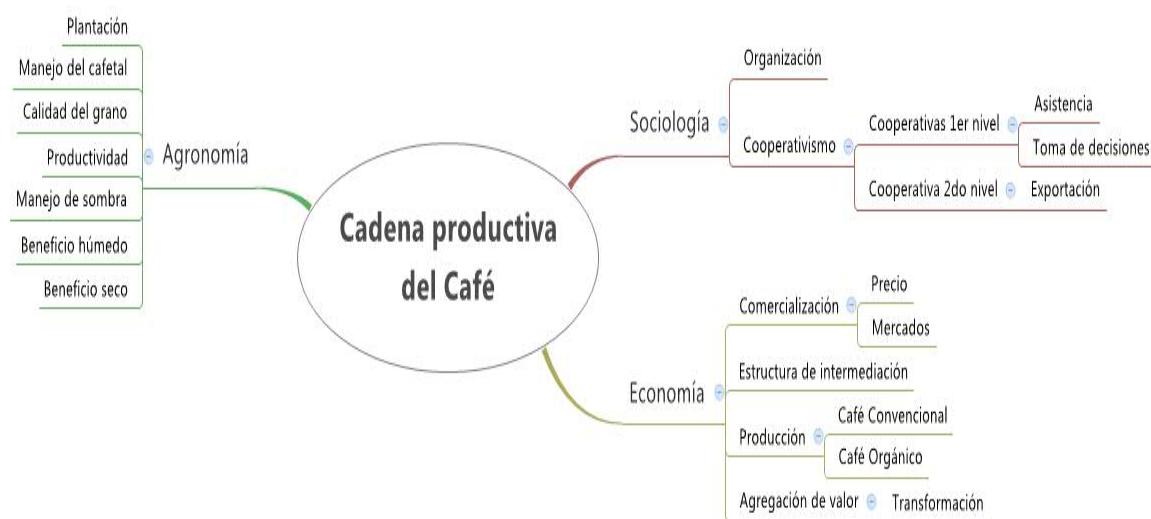 Plantación
Manejo del cafetal
Calidad del grano
Productividad
Manejo de sombra
Beneficio húmedo
Beneficio seco
Agronomía
Cadena productiva
del Café
Sociología
Organización
Cooperativismo
Cooperativas 1er nivel
Asistencia
Toma de decisiones
Cooperativa 2do nivel
Exportación
Economía
Comercialización
Precio
Mercados
Estructura de intermediación
Producción
Café Convencional
Café Orgánico
Agregación de valor
Transformación